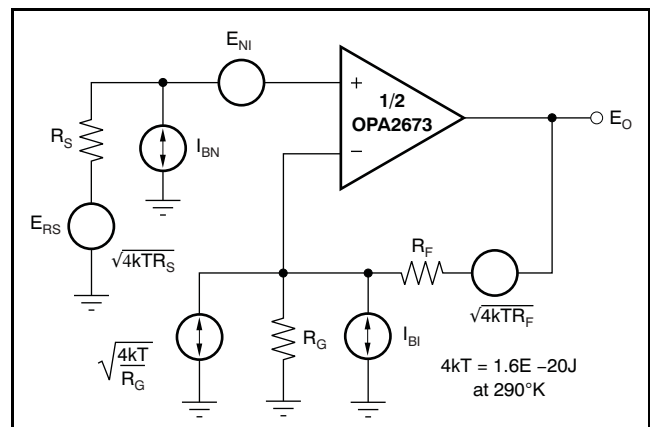 E_NI
+
1/2
OPA2673
−
E_O
R_S
I_BN
E_RS
√4kTR_S
R_F
√4kTR_F
√4kT/R_G
R_G
I_BI
4kT = 1.6E −20J
at 290°K